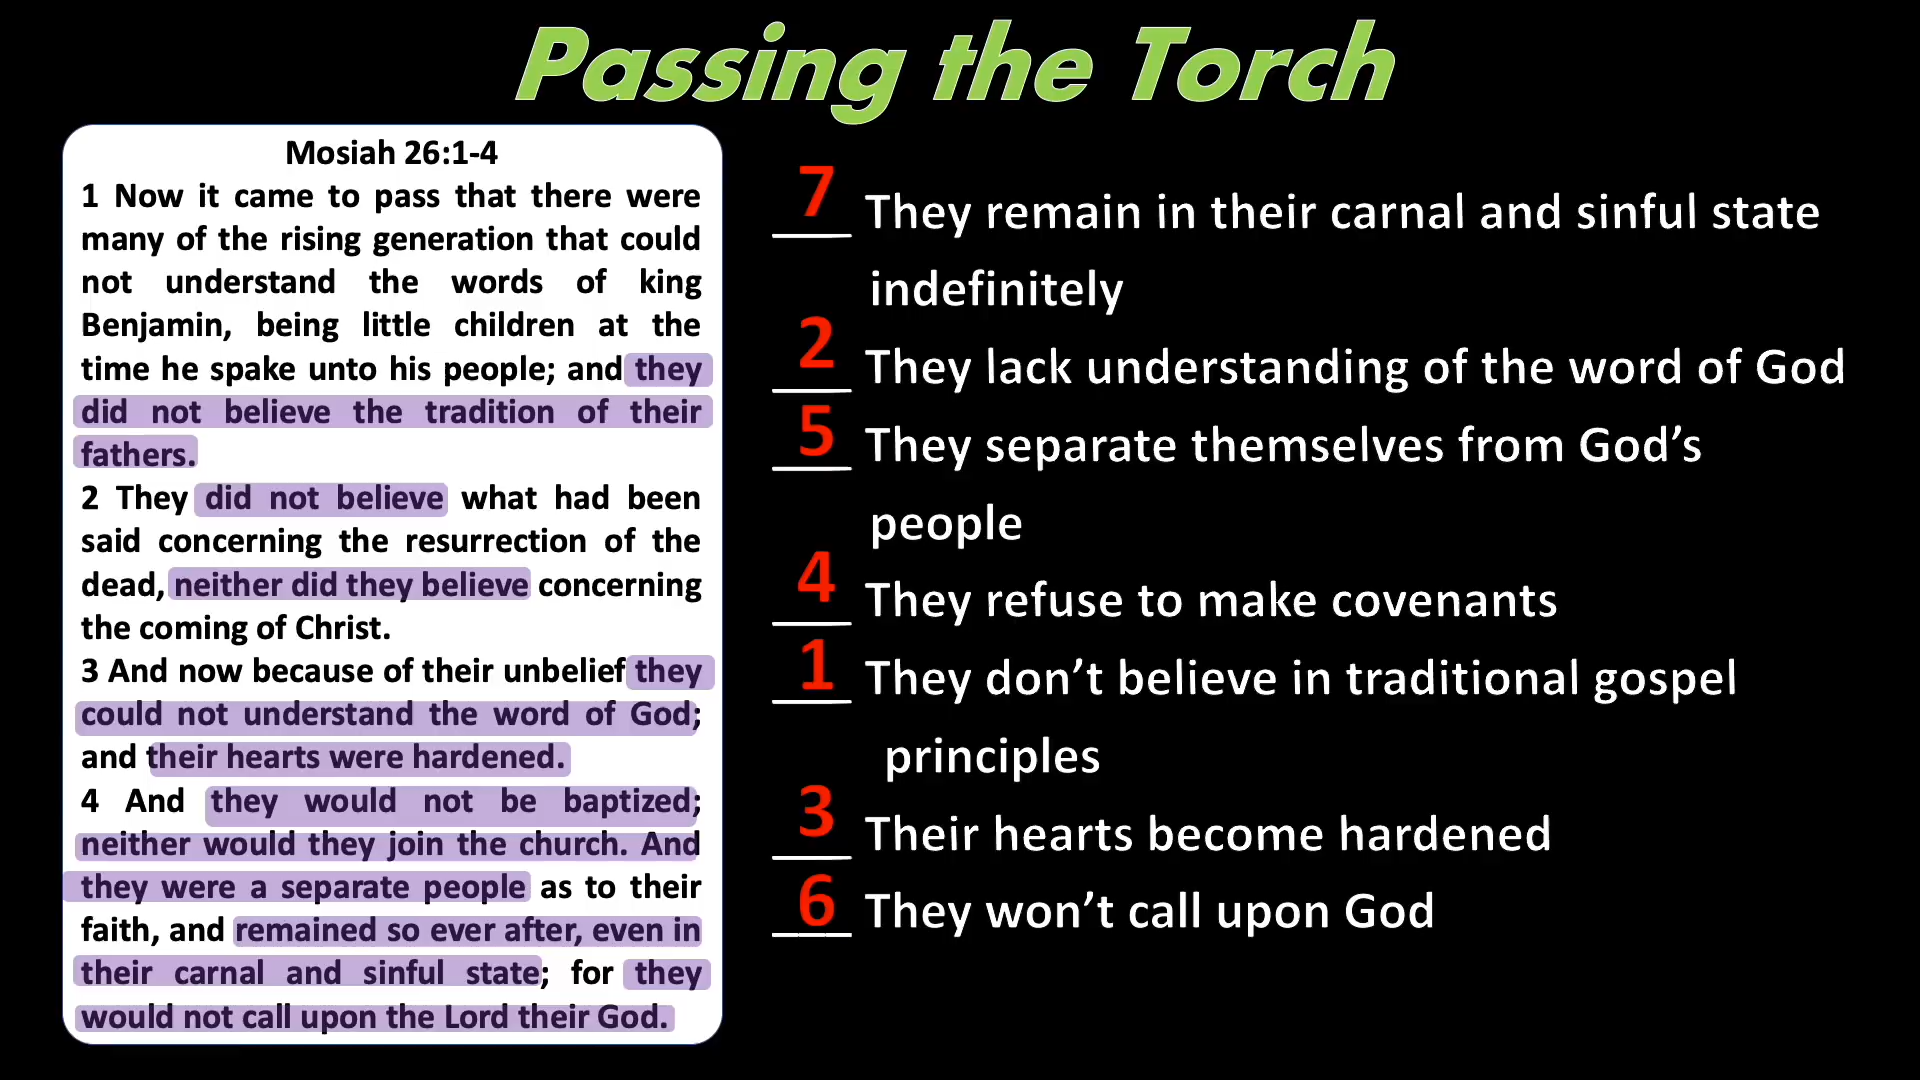 Passing the Torch
Mosiah 26:1-4
1 Now it came to pass that there were
many of the rising generation that could
not understand the words of king
Benjamin, being little children at the
time he spake unto his people; and they
did not believe the tradition of their
fathers.
2 They did not believe what had been
said concerning the resurrection of the
dead, neither did they believe concerning
the coming of Christ.
3 And now because of their unbelief they
could not understand the word of God;
and their hearts were hardened.
4 And they would not be baptized;
neither would they join the church. And
they were a separate people as to their
faith, and remained so ever after, even in
their carnal and sinful state; for they
would not call upon the Lord their God.
7 They remain in their carnal and sinful state
indefinitely
2 They lack understanding of the word of God
5 They separate themselves from God’s
people
4 They refuse to make covenants
1 They don’t believe in traditional gospel
principles
3 Their hearts become hardened
6 They won’t call upon God